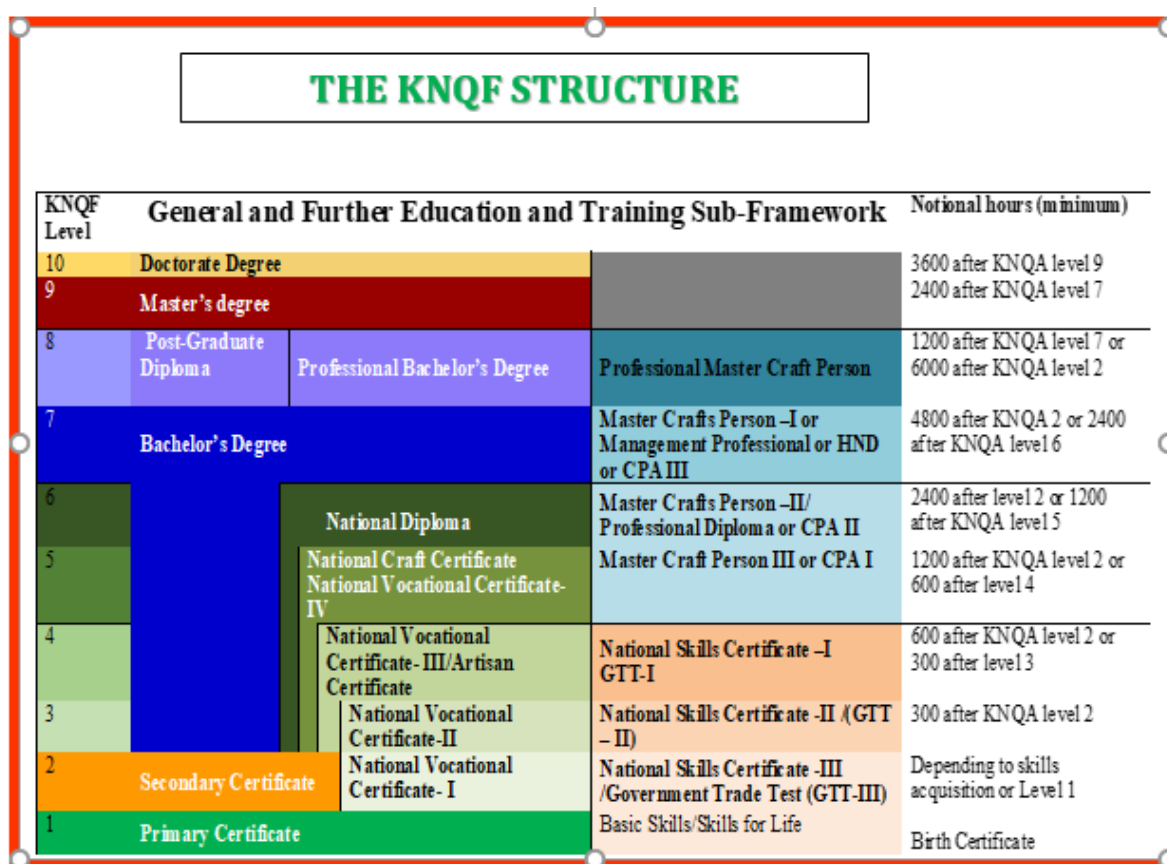 THE KNQF STRUCTURE
KNQF
Level
General and Further Education and Training Sub-Framework
Notional hours (minimum)
10
Doctorate Degree
3600 after KNQA level 9
9
Master's degree
2400 after KNQA level 7
8
Post-Graduate
Diploma
Professional Bachelor's Degree
Professional Master Craft Person
1200 after KNQA level 7 or
6000 after KNQA level 2
7
Bachelor's Degree
Master Crafts Person –I or
Management Professional or HND
or CPA III
4800 after KNQA 2 or 2400
after KNQA level 6
6
National Diploma
Master Crafts Person –II/
Professional Diploma or CPA II
2400 after level 2 or 1200
after KNQA level 5
5
National Craft Certificate
National Vocational Certificate-
IV
Master Craft Person III or CPA I
1200 after KNQA level 2 or
600 after level 4
4
National Vocational
Certificate- III/Artisan
Certificate
National Skills Certificate –I
GTT-I
600 after KNQA level 2 or
300 after level 3
3
National Vocational
Certificate-II
National Skills Certificate -II /(GTT
– II)
300 after KNQA level 2
2
Secondary Certificate
National Vocational
Certificate- I
National Skills Certificate -III
/Government Trade Test (GTT-III)
Depending to skills
acquisition or Level 1
1
Primary Certificate
Basic Skills/Skills for Life
Birth Certificate